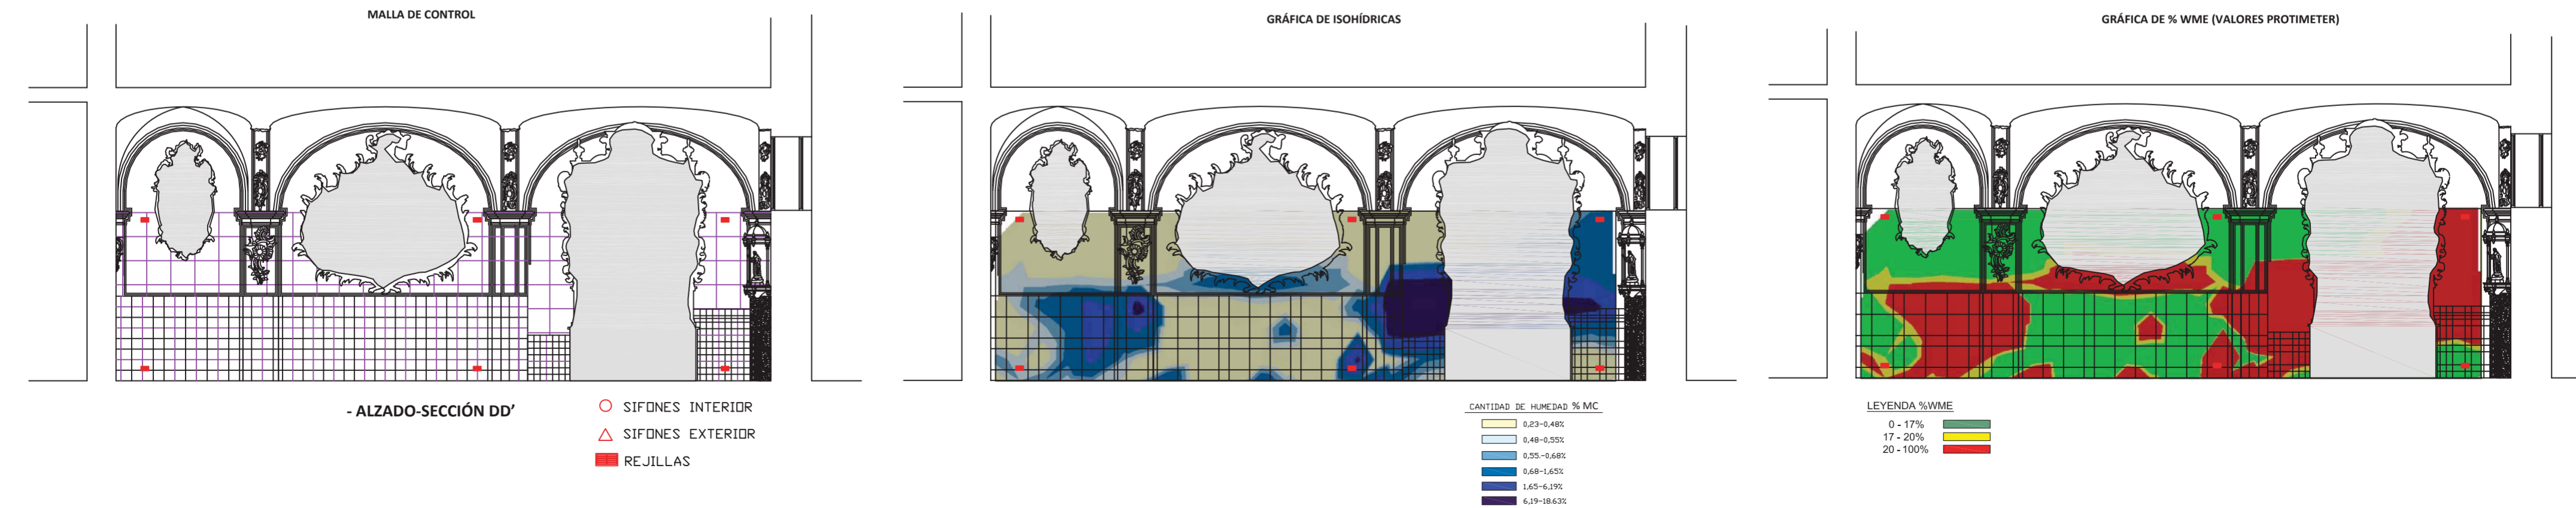 MALLA DE CONTROL
GRÁFICA DE ISOHÍDRICAS
GRÁFICA DE % WME (VALORES PROTIMETER)
- ALZADO-SECCIÓN DD’
SIFONES INTERIOR
SIFONES EXTERIOR
REJILLAS
CANTIDAD DE HUMEDAD % MC
0,23-0,48%
0,48-0,55%
0,55.-0,68%
0,68-1,65%
1,65-6,19%
6,19-18.63%
LEYENDA %WME
0 - 17%
17 - 20%
20 - 100%